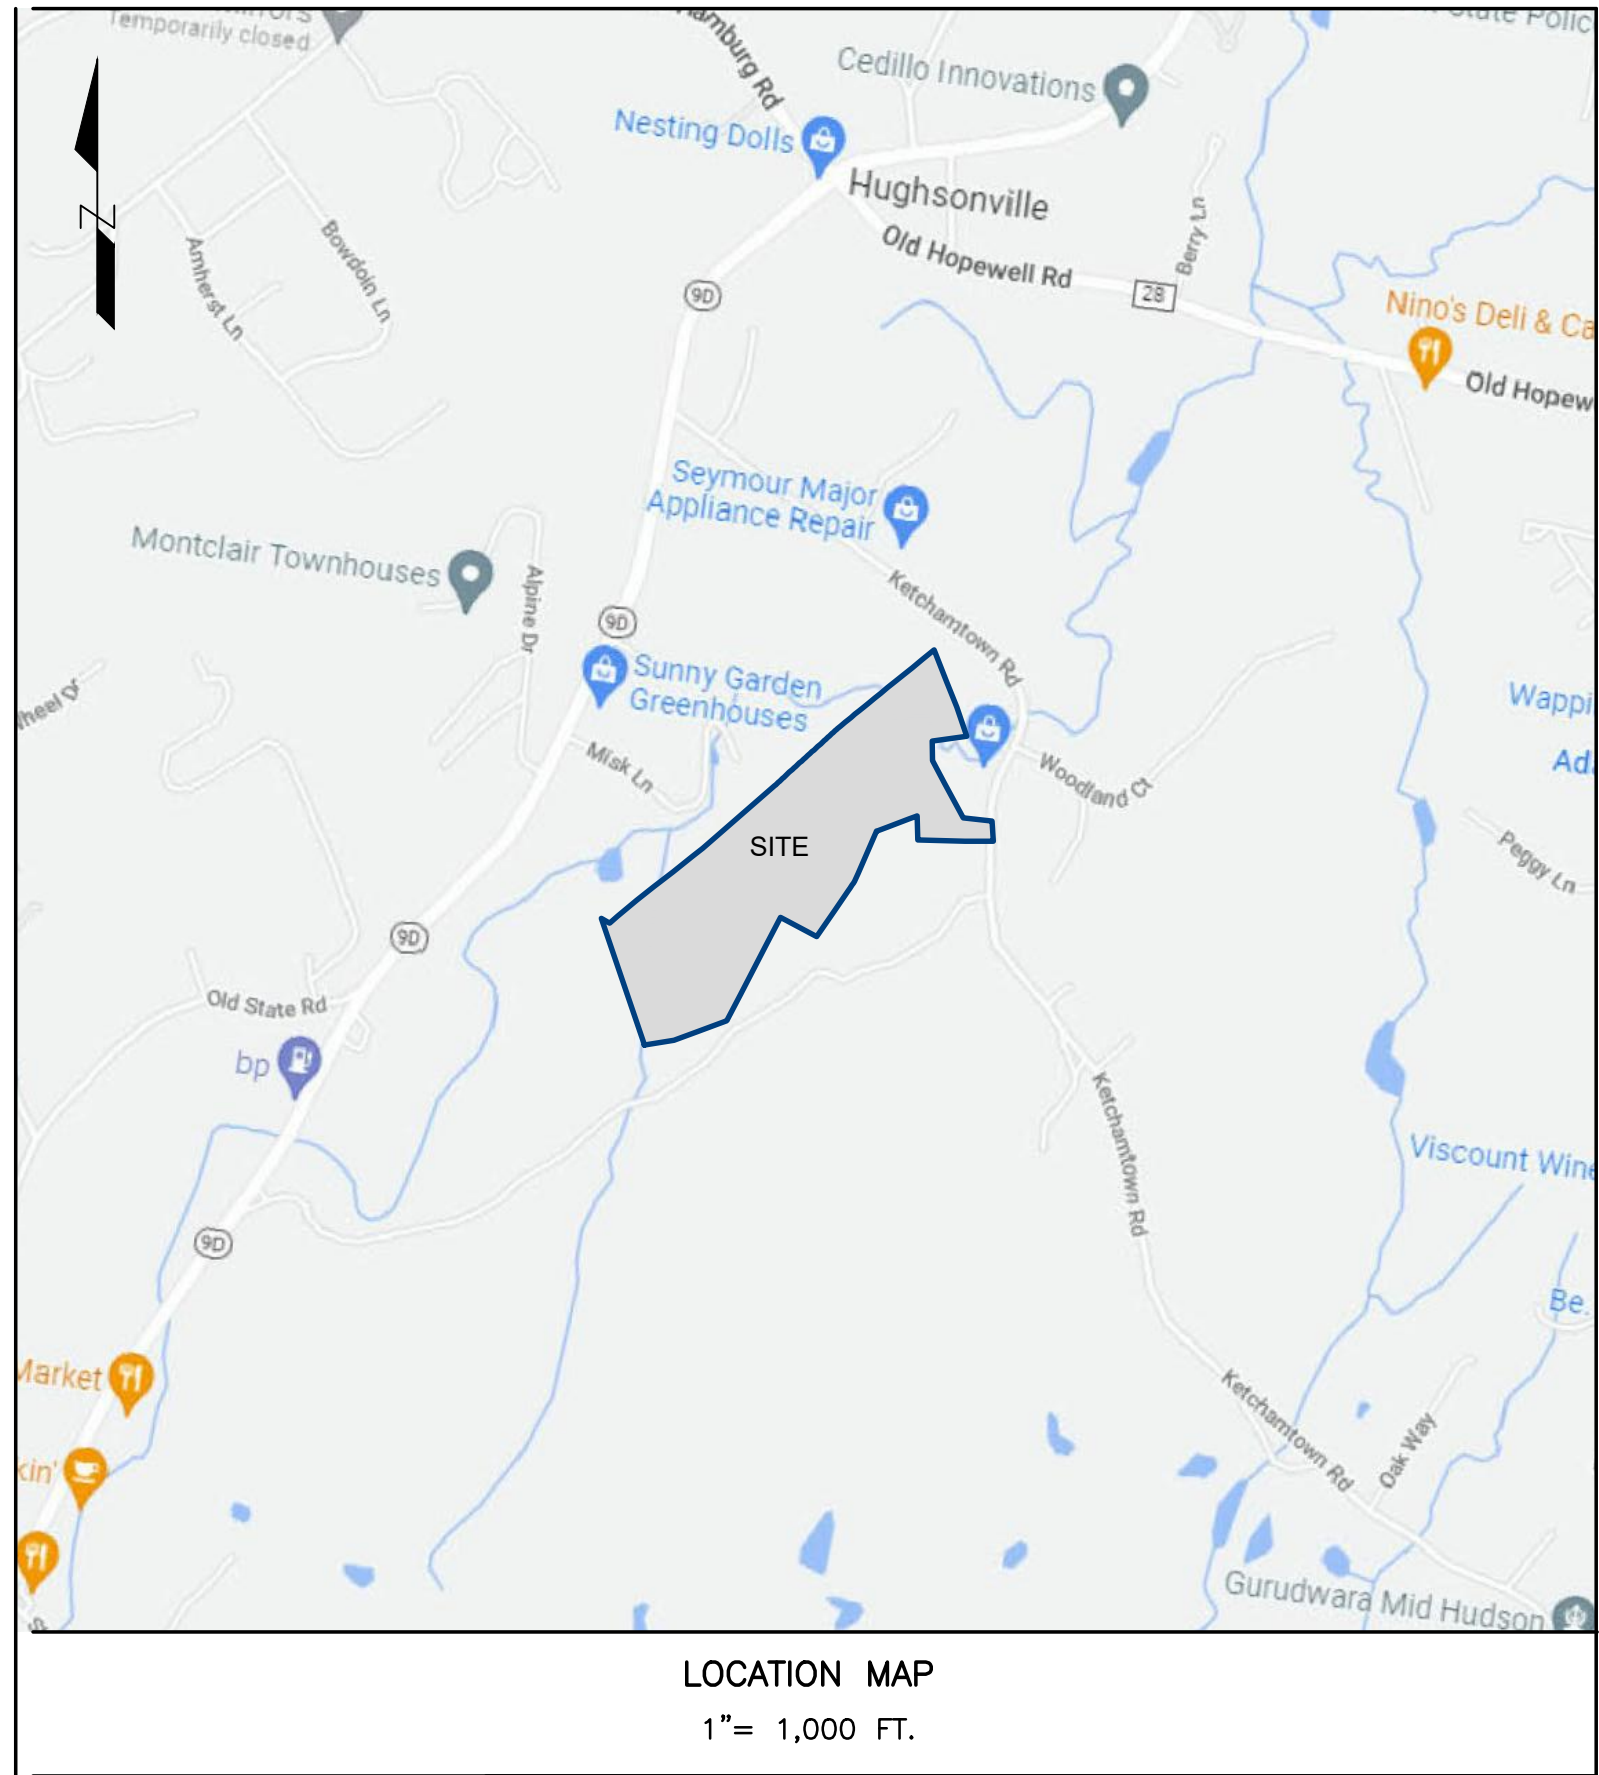 Temporarily closed
Cedillo Innovations
Nesting Dolls
Hughsonville
Old Hopewell Rd
Berry Ln
28
Bowdoin Ln
Amherst Ln
9D
Nino's Deli & Ca
Old Hopew
Seymour Major
Appliance Repair
Montclair Townhouses
Alpine Dr
Ketchamtown Rd
9D
Sunny Garden
Greenhouses
Wheel Dr
Misk Ln
Woodland Ct
Wappi
Ad
SITE
Peggy Ln
9D
Old State Rd
bp
Ketchamtown Rd
Viscount Wine
9D
Be.
Market
Ketchamtown Rd
Oak Way
kin'
Gurudwara Mid Hudson
N
LOCATION MAP
1"= 1,000 FT.